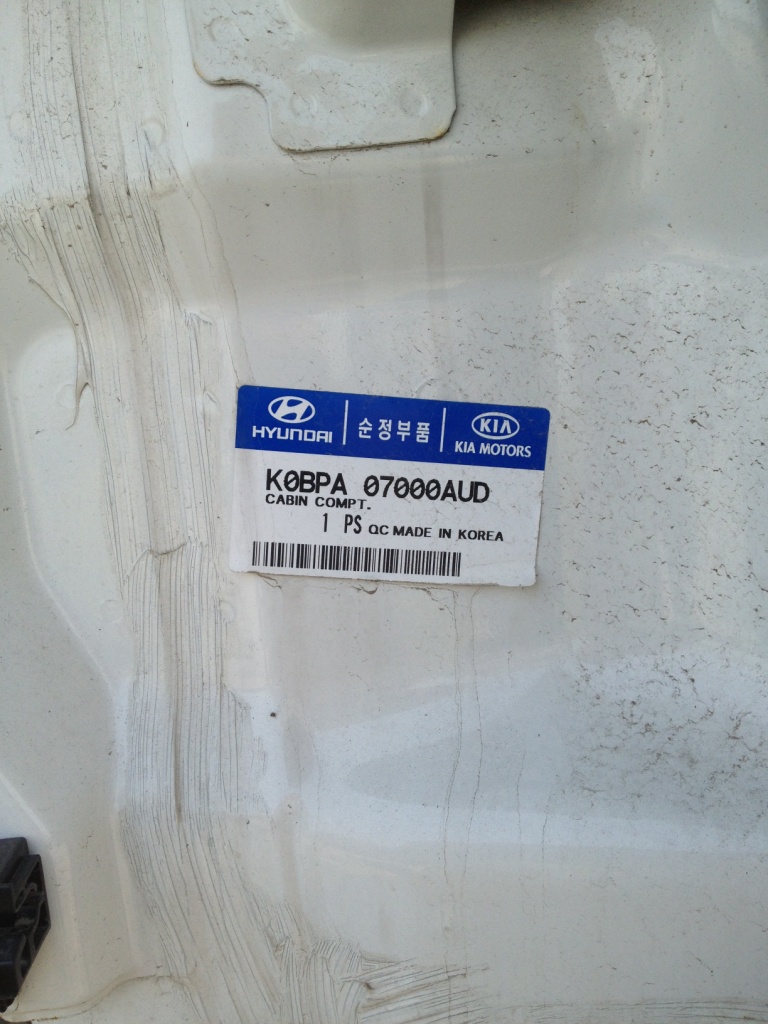 HYUNDAI 순정부품 KIA
KIA MOTORS
K0BPA 07000AUD
CABIN COMPT.
1 PS QC MADE IN KOREA